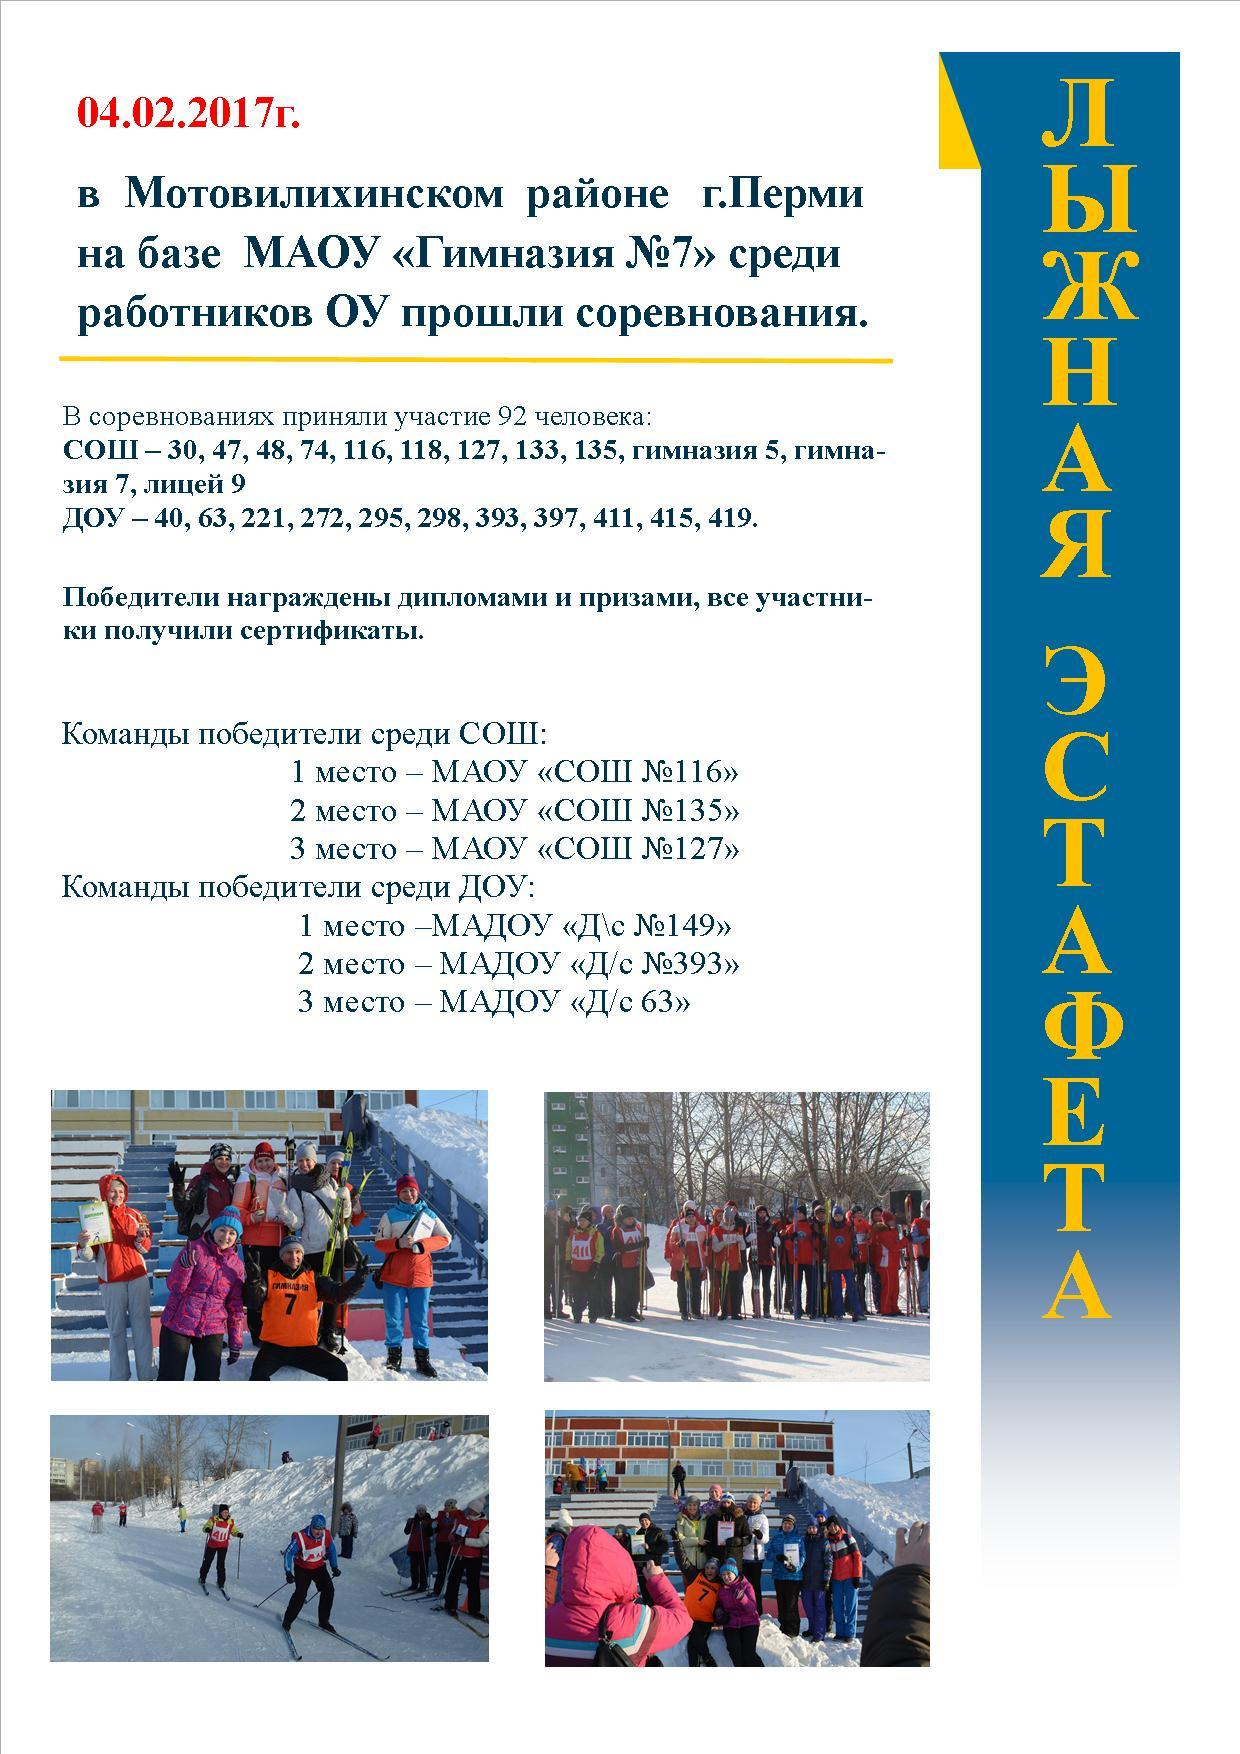 04.02.2017г.
в Мотовилихинском районе г.Перми
на базе МАОУ «Гимназия №7» среди
работников ОУ прошли соревнования.
В соревнованиях приняли участие 92 человека:
СОШ – 30, 47, 48, 74, 116, 118, 127, 133, 135, гимназия 5, гимна-
зия 7, лицей 9
ДОУ – 40, 63, 221, 272, 295, 298, 393, 397, 411, 415, 419.
Победители награждены дипломами и призами, все участни-
ки получили сертификаты.
Команды победители среди СОШ:
1 место – МАОУ «СОШ №116»
2 место – МАОУ «СОШ №135»
3 место – МАОУ «СОШ №127»
Команды победители среди ДОУ:
1 место –МАДОУ «Д\с №149»
2 место – МАДОУ «Д/с №393»
3 место – МАДОУ «Д/с 63»
ЛЫЖНАЯ ЭСТАФЕТА
ДИПЛОМ
ГИМНАЗИЯ
7
411
411
7